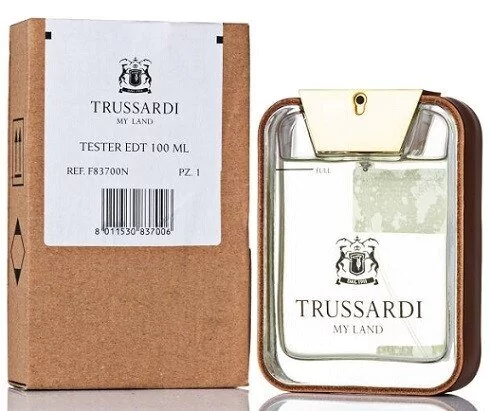 TRUSSARDI
MY LAND
TESTER EDT 100 ML
REF. F83700N PZ. 1
8 011530 837006
FULL
TRUSSARDI
MY LAND